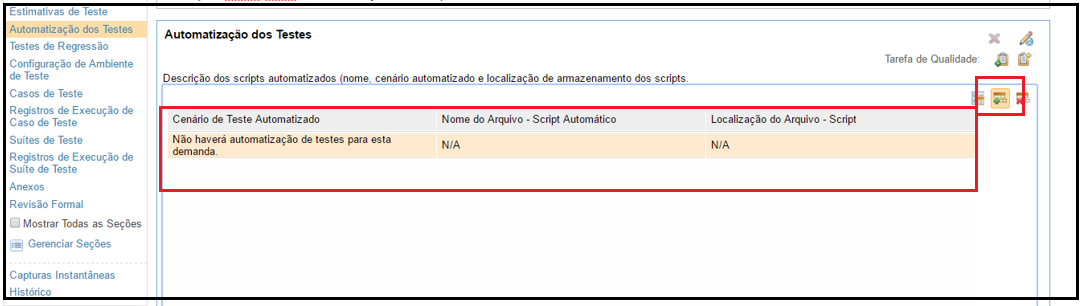 Estimativas de Teste
Automatização dos Testes
Testes de Regressão
Configuração de Ambiente
de Teste
Casos de Teste
Registros de Execução de
Caso de Teste
Suítes de Teste
Registros de Execução de
Suíte de Teste
Anexos
Revisão Formal
Mostrar Todas as Seções
Gerenciar Seções
Capturas Instantâneas
Histórico
Automatização dos Testes
Tarefa de Qualidade:
Descrição dos scripts automatizados (nome, cenário automatizado e localização de armazenamento dos scripts.
Cenário de Teste Automatizado
Nome do Arquivo - Script Automático
Localização do Arquivo - Script
Não haverá automatização de testes para esta
demanda.
N/A
N/A